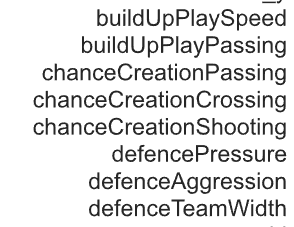 buildUpPlaySpeed
buildUpPlayPassing
chanceCreationPassing
chanceCreationCrossing
chanceCreationShooting
defencePressure
defenceAggression
defenceTeamWidth